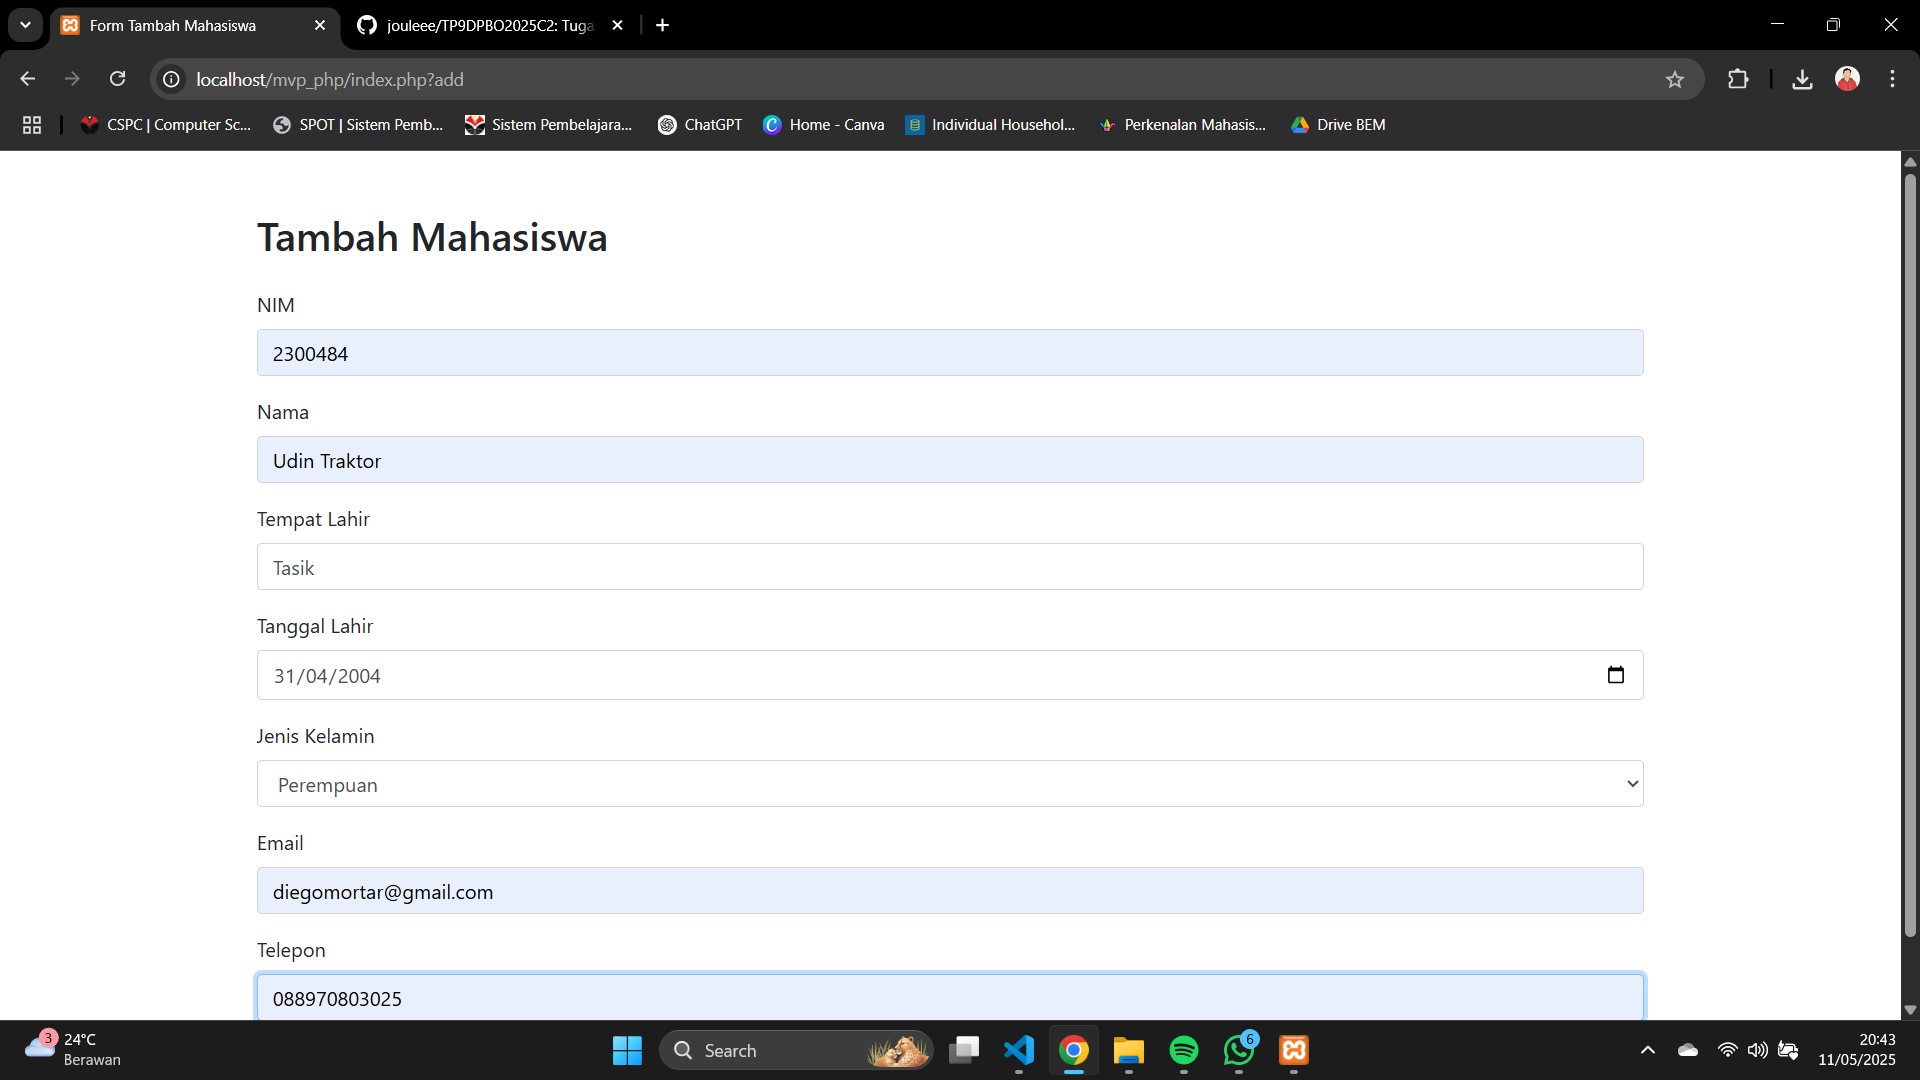 Form Tambah Mahasiswa
jouleee/TP9DPBO2025C2: Tuga
localhost/mvp_php/index.php?add
CSPC | Computer Sc...
SPOT | Sistem Pemb...
Sistem Pembelajara...
ChatGPT
Home - Canva
Individual Househol...
Perkenalan Mahasis...
Drive BEM
Tambah Mahasiswa
NIM
2300484
Nama
Udin Traktor
Tempat Lahir
Tasik
Tanggal Lahir
31/04/2004
Jenis Kelamin
Perempuan
Email
diegomortar@gmail.com
Telepon
088970803025
3
24°C
Berawan
Search
6
20:43
11/05/2025